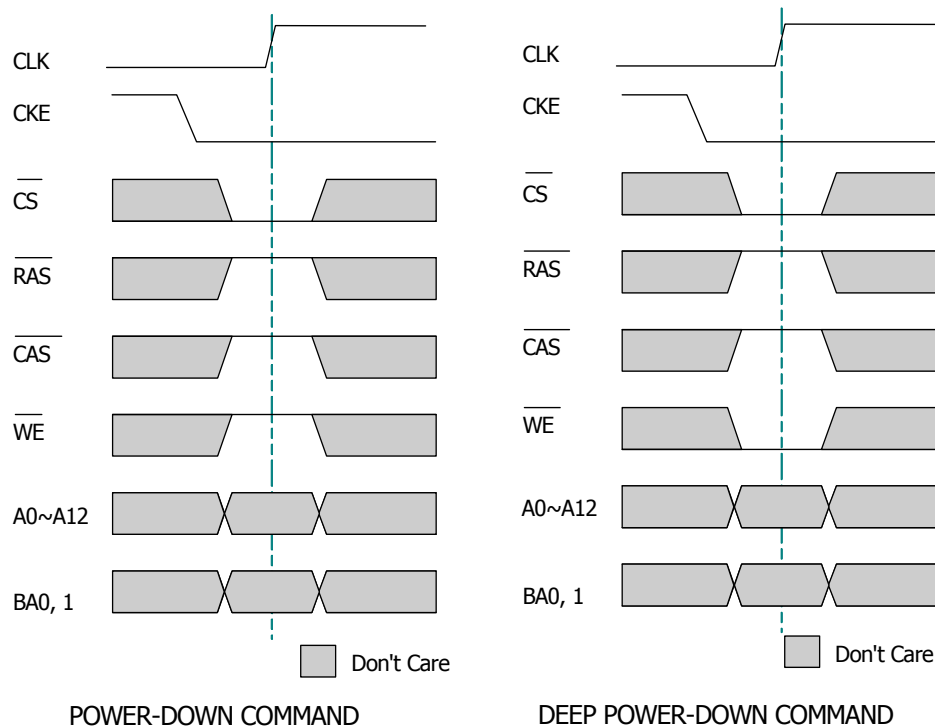 CLK
CKE
CS
RAS
CAS
WE
A0~A12
BA0, 1
Don't Care
POWER-DOWN COMMAND
CLK
CKE
CS
RAS
CAS
WE
A0~A12
BA0, 1
Don't Care
DEEP POWER-DOWN COMMAND